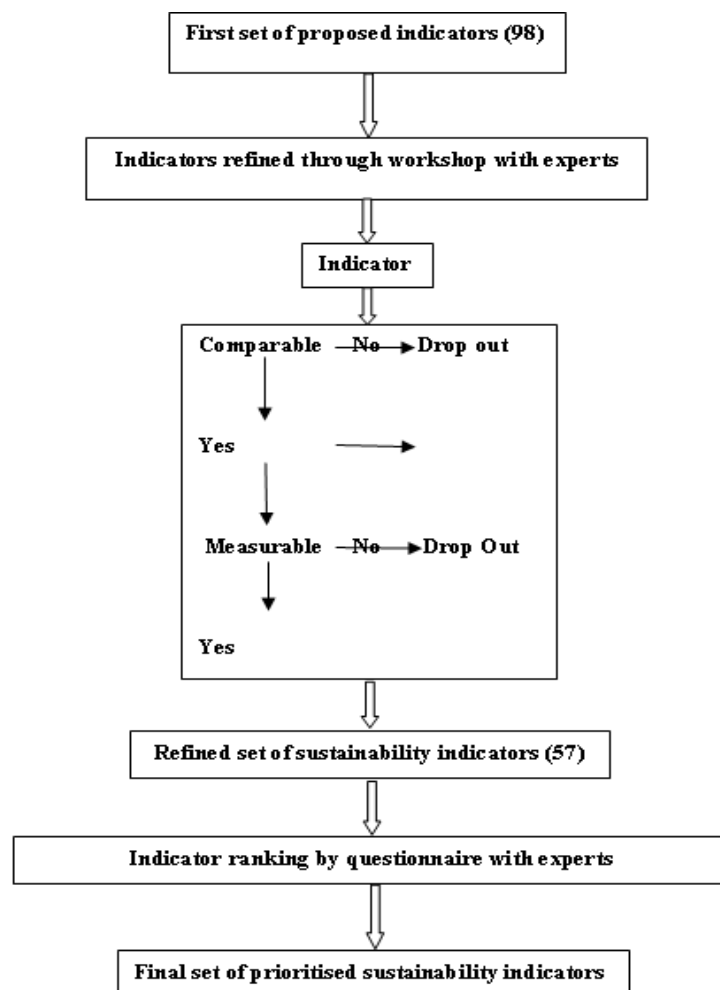 First set of proposed indicators (98)
Indicators refined through workshop with experts
Indicator
Comparable No Drop out
Yes
Measurable No Drop Out
Yes
Refined set of sustainability indicators (57)
Indicator ranking by questionnaire with experts
Final set of prioritised sustainability indicators